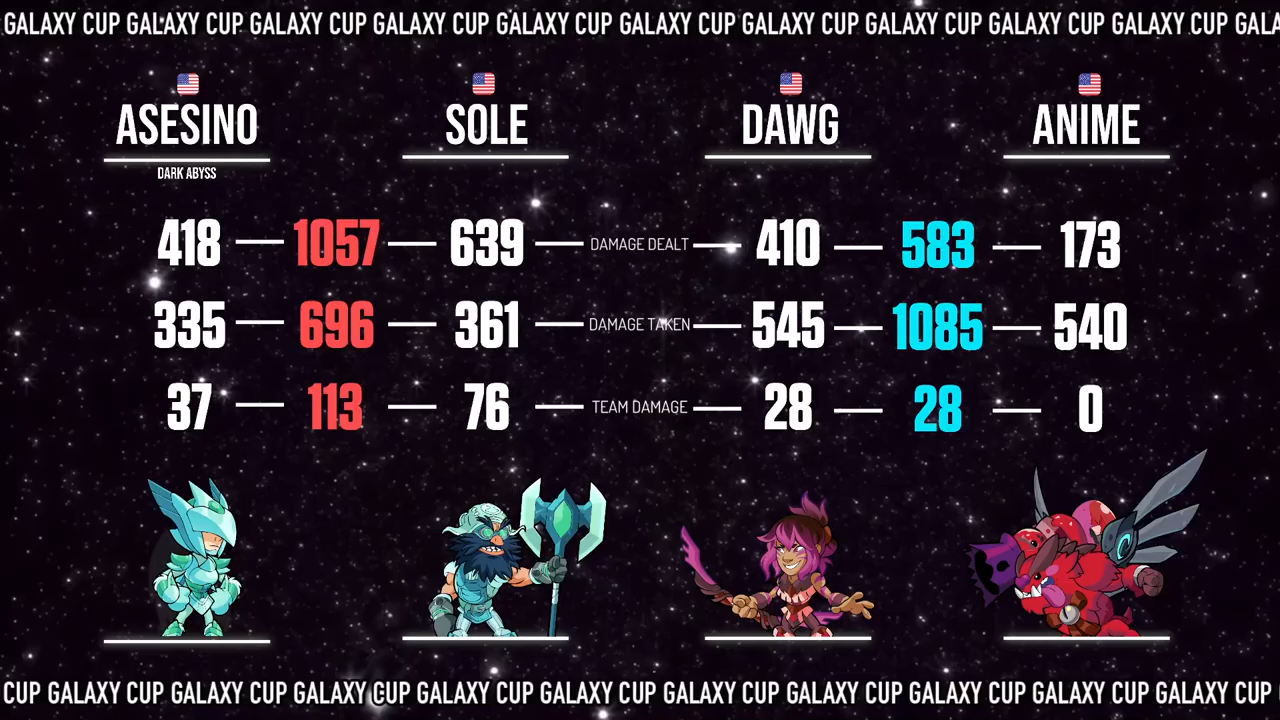 GALAXY CUP GALAXY CUP GALAXY CUP GALAXY CUP GALAXY CUP GALAXY CUP GALAXY CUP GALAXY CUP GALAXY CUP GALAXY CUP GALA
ASESINO SOLE DAWG ANIME
DARK ABYSS
418 1057 639 DAMAGE DEALT 410 583 173
335 696 361 DAMAGE TAKEN 545 1085 540
37 113 76 TEAM DAMAGE 28 28 0
CUP GALAXY CUP GALAXY CUP GALAXY CUP GALAXY CUP GALAXY CUP GALAXY CUP GALAXY CUP GALAXY CUP GALAXY CUP GALAXY CUP